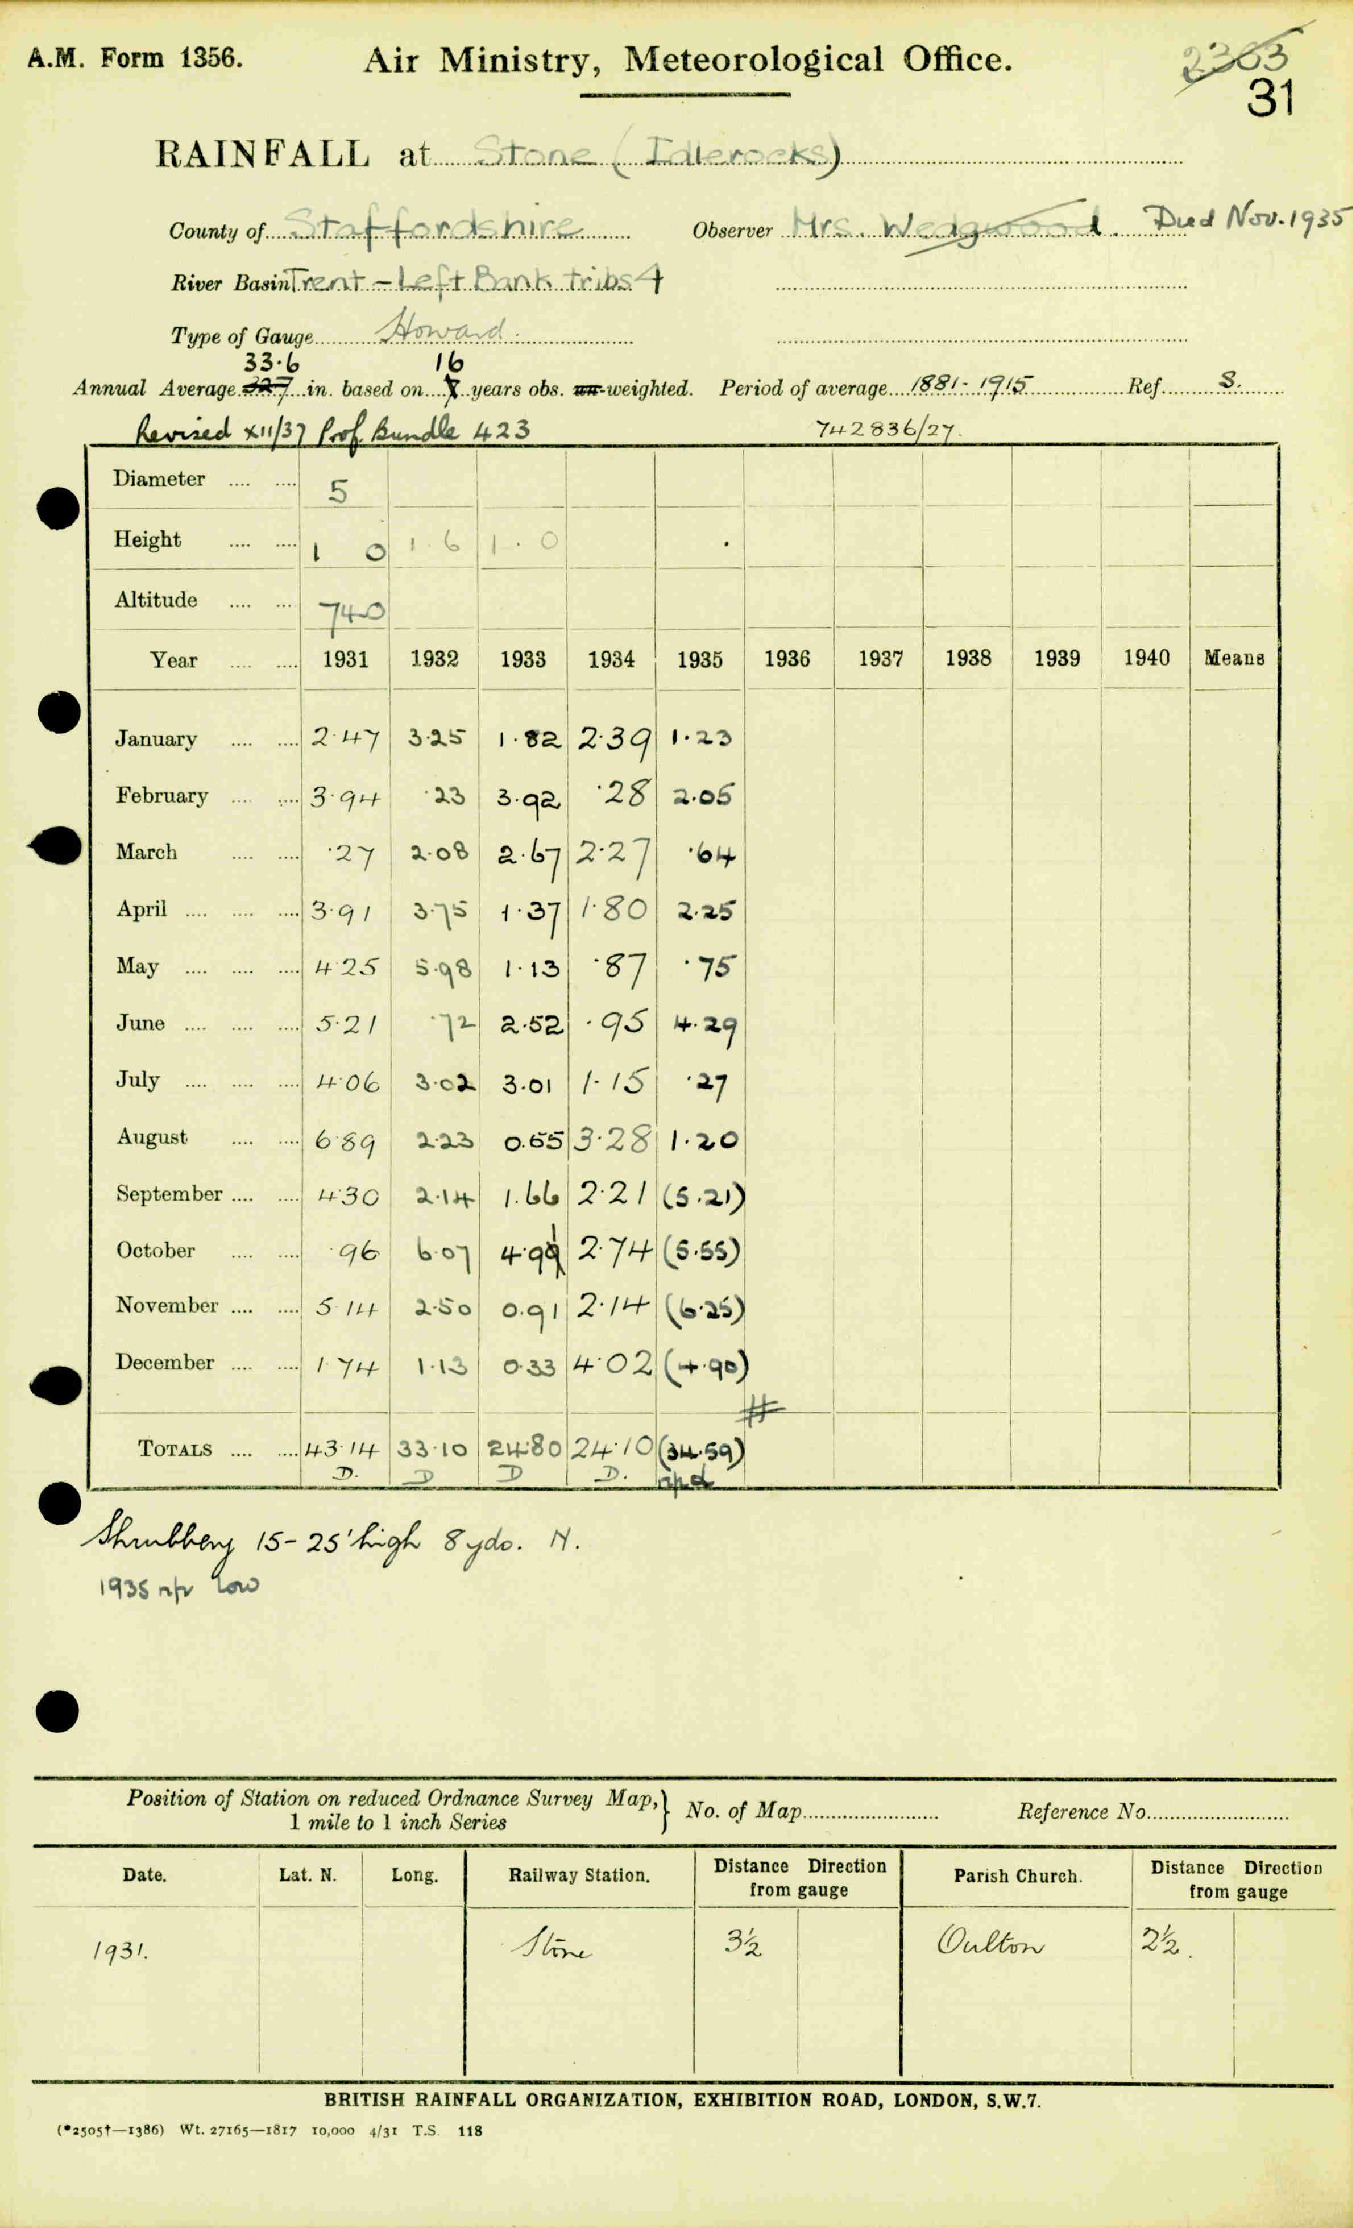 A.M. Form 1356. Air Ministry, Meteorological Office. 2363
31
RAINFALL at Stone (Idlerocks)
County of Staffordshire Observer Mrs. Wedgwood. Died Nov. 1935
River Basin Trent - Left Bank tribs 4
Type of Gauge Howard
33.6 16
Annual Average 32.7 in. based on 7 years obs. un-weighted. Period of average 1881-1915 Ref. S.
Revised XII/37 Prof. Bundle 423 742836/27.
Diameter .... .... 5
Height .... .... 1 0 1.6 1.0
Altitude .... .... 740
Year .... .... 1931 1932 1933 1934 1935 1936 1937 1938 1939 1940 Means
January .... .... 2.47 3.25 1.82 2.39 1.23
February .... .... 3.94 .23 3.92 .28 2.05
March .... .... .27 2.08 2.67 2.27 .64
April .... .... .... 3.91 3.75 1.37 1.80 2.25
May .... .... .... 4.25 5.98 1.13 .87 .75
June .... .... .... 5.21 .72 2.52 .95 4.29
July .... .... .... 4.06 3.02 3.01 1.15 .27
August .... .... 6.89 2.23 0.55 3.28 1.20
September .... .... 4.30 2.14 1.66 2.21 (5.21)
October .... .... .96 6.07 4.91 2.74 (5.55)
November .... .... 5.14 2.50 0.91 2.14 (6.25)
December .... .... 1.74 1.13 0.33 4.02 (4.90)
#
TOTALS .... .... 43.14 33.10 24.80 24.10 (34.59)
D. D D D. npd
Shrubbery 15-25' high 8 yds. N.
1935 n/r low
Position of Station on reduced Ordnance Survey Map,} No. of Map Reference No.
1 mile to 1 inch Series
Date. Lat. N. Long. Railway Station. Distance Direction from gauge Parish Church. Distance Direction from gauge
1931. Stone 3½ Oulton 2½.
BRITISH RAINFALL ORGANIZATION, EXHIBITION ROAD, LONDON, S.W.7.
(*2505†—1386) Wt. 27165—1817 10,000 4/31 T.S. 118